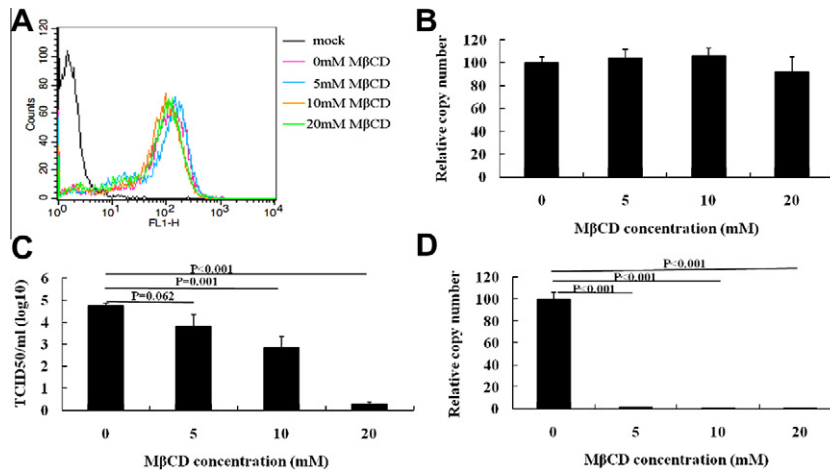 A
120
100
80
60
40
20
0
Counts
10^0 10^1 10^2 10^3 10^4
FL1-H
mock
0mM MβCD
5mM MβCD
10mM MβCD
20mM MβCD
B
Relative copy number
120
100
80
60
40
20
0
0 5 10 20
MβCD concentration (mM)
C
TCID50/ml (log10)
6
5
4
3
2
1
0
P<0.001
P=0.001
P=0.062
0 5 10 20
MβCD concentration (mM)
D
Relative copy number
120
100
80
60
40
20
0
P<0.001
P<0.001
P<0.001
0 5 10 20
MβCD concentration (mM)